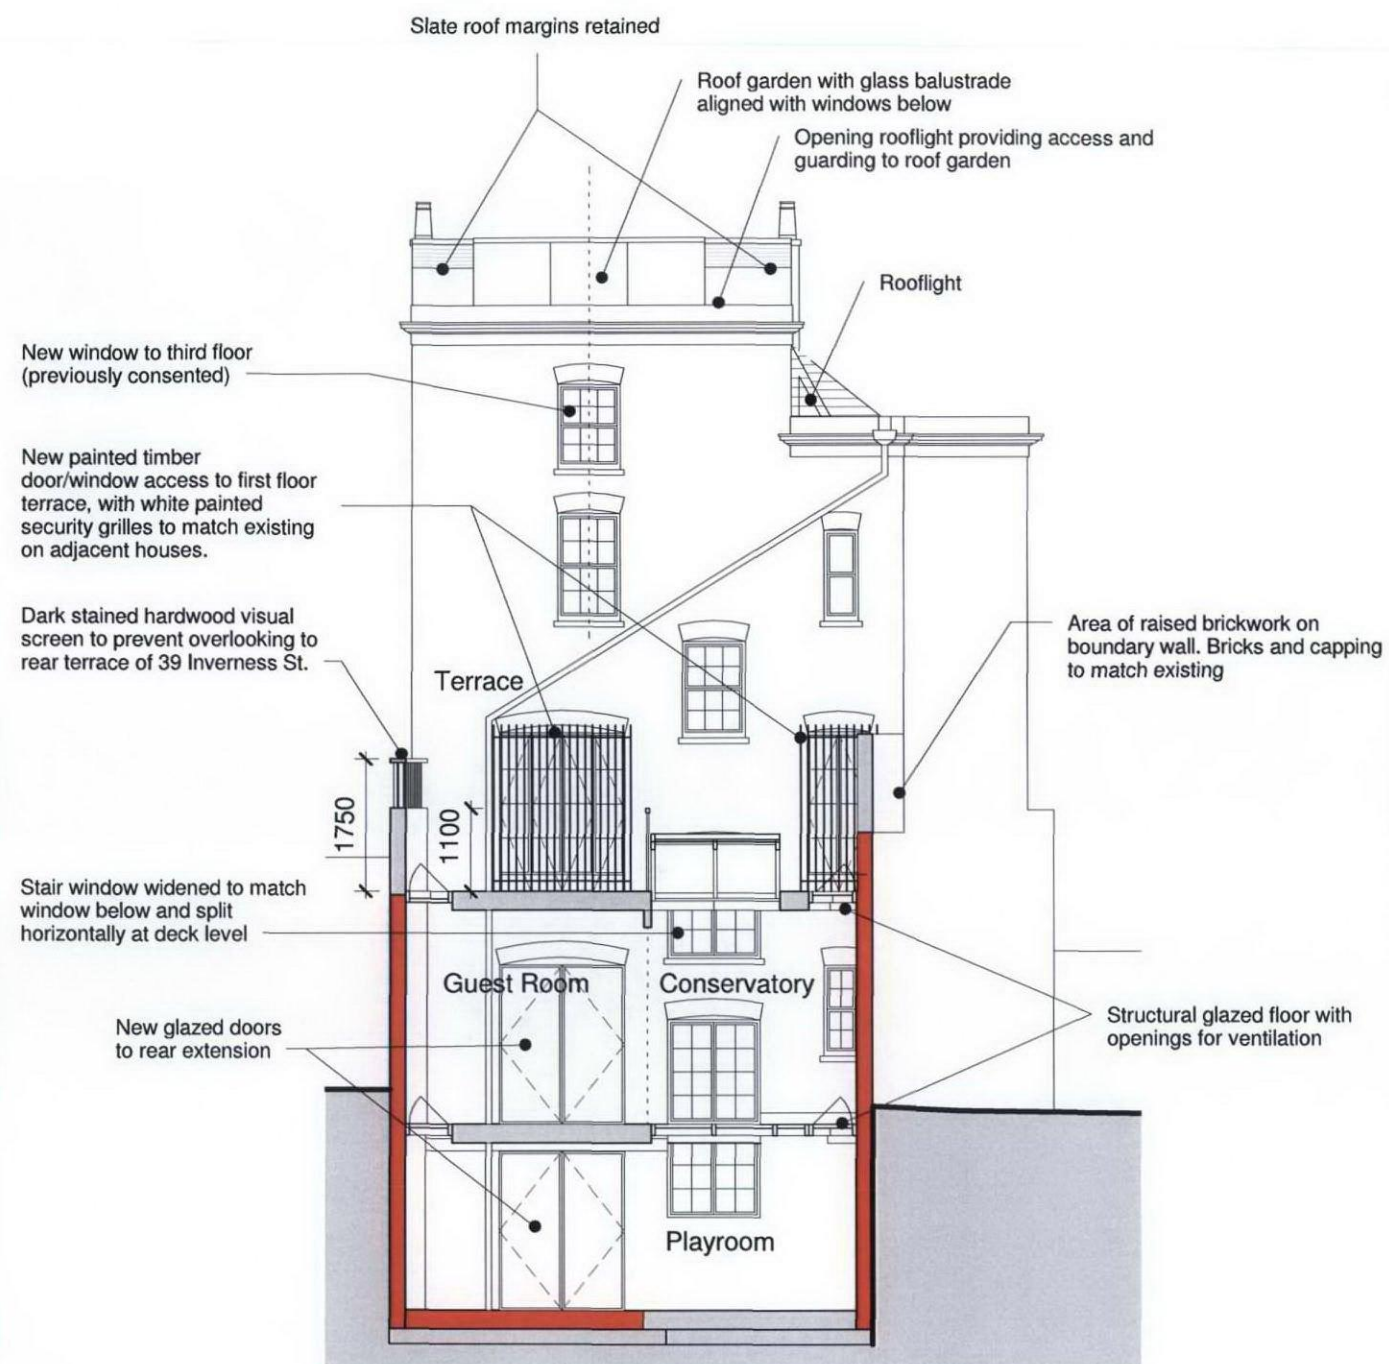 Slate roof margins retained
Roof garden with glass balustrade
aligned with windows below
Opening rooflight providing access and
guarding to roof garden
Rooflight
New window to third floor
(previously consented)
New painted timber
door/window access to first floor
terrace, with white painted
security grilles to match existing
on adjacent houses.
Dark stained hardwood visual
screen to prevent overlooking to
rear terrace of 39 Inverness St.
Area of raised brickwork on
boundary wall. Bricks and capping
to match existing
Terrace
1750
1100
Stair window widened to match
window below and split
horizontally at deck level
Guest Room
Conservatory
New glazed doors
to rear extension
Structural glazed floor with
openings for ventilation
Playroom